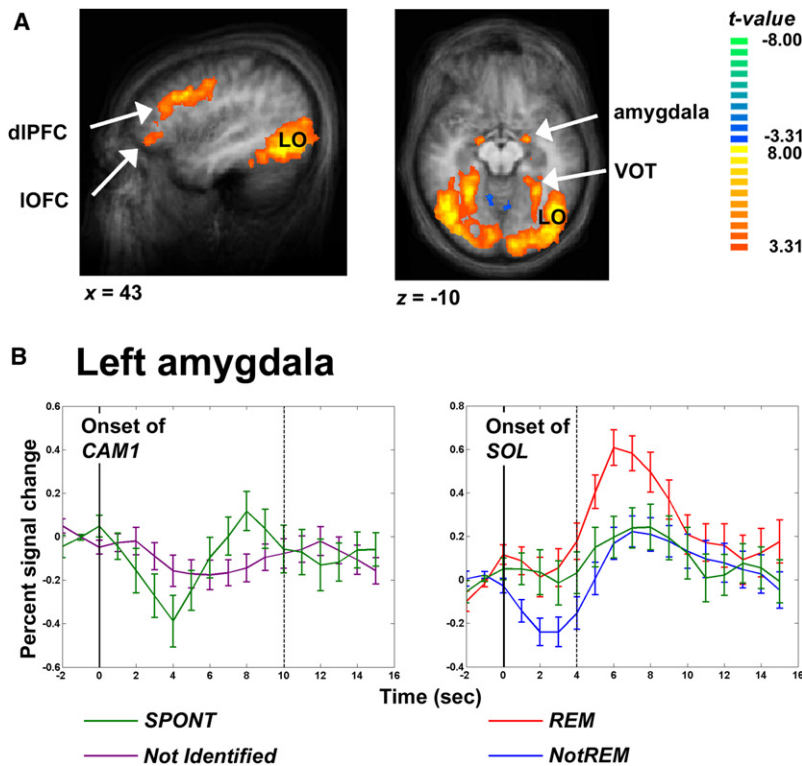 A
t-value
-8.00
-3.31
8.00
3.31
dlPFC
lOFC
LO
x = 43
amygdala
VOT
LO
z = -10
B Left amygdala
Percent signal change
Onset of
CAM1
0.6
0.4
0.2
0
-0.2
-0.4
-0.6
-2 0 2 4 6 8 10 12 14 16
Onset of
SOL
0.8
0.6
0.4
0.2
0
-0.2
-0.4
-2 0 2 4 6 8 10 12 14 16
Time (sec)
SPONT
Not Identified
REM
NotREM